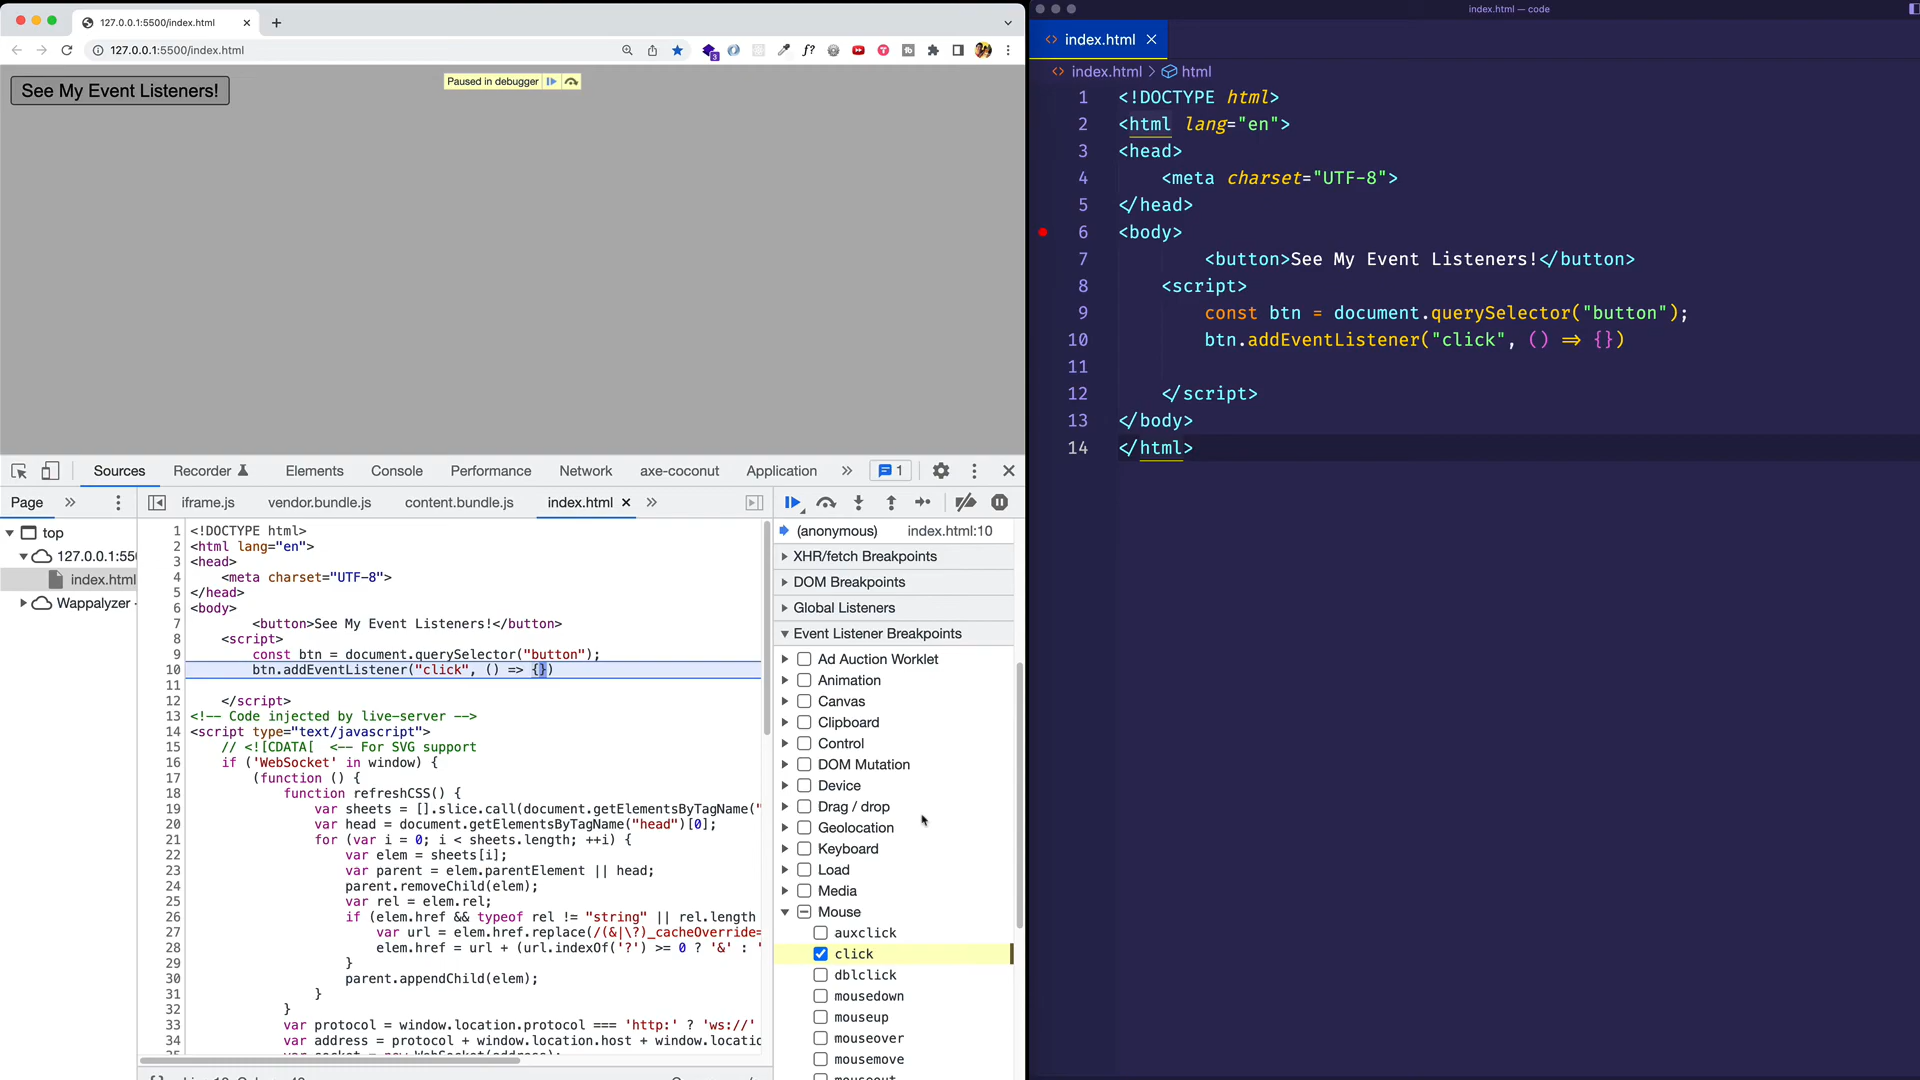 127.0.0.1:5500/index.html
127.0.0.1:5500/index.html
See My Event Listeners!
Paused in debugger
Sources
Recorder
Elements
Console
Performance
Network
axe-coconut
Application
1
Page
iframe.js
vendor.bundle.js
content.bundle.js
index.html
top
127.0.0.1:550
index.html
Wappalyzer -
1 <!DOCTYPE html>
2 <html lang="en">
3 <head>
4 <meta charset="UTF-8">
5 </head>
6 <body>
7 <button>See My Event Listeners!</button>
8 <script>
9 const btn = document.querySelector("button");
10 btn.addEventListener("click", () => {})
11
12 </script>
13 <!-- Code injected by live-server -->
14 <script type="text/javascript">
15 // <![CDATA[ <-- For SVG support
16 if ('WebSocket' in window) {
17 (function () {
18 function refreshCSS() {
19 var sheets = [].slice.call(document.getElementsByTagName("
20 var head = document.getElementsByTagName("head")[0];
21 for (var i = 0; i < sheets.length; ++i) {
22 var elem = sheets[i];
23 var parent = elem.parentElement || head;
24 parent.removeChild(elem);
25 var rel = elem.rel;
26 if (elem.href && typeof rel != "string" || rel.length
27 var url = elem.href.replace(/(&|\?)_cacheOverride=
28 elem.href = url + (url.indexOf('?') >= 0 ? '&' : '
29 }
30 parent.appendChild(elem);
31 }
32 }
33 var protocol = window.location.protocol === 'http:' ? 'ws://'
34 var address = protocol + window.location.host + window.locatio
(anonymous) index.html:10
XHR/fetch Breakpoints
DOM Breakpoints
Global Listeners
Event Listener Breakpoints
Ad Auction Worklet
Animation
Canvas
Clipboard
Control
DOM Mutation
Device
Drag / drop
Geolocation
Keyboard
Load
Media
Mouse
auxclick
click
dblclick
mousedown
mouseup
mouseover
mousemove
index.html — code
index.html
index.html > html
1 <!DOCTYPE html>
2 <html lang="en">
3 <head>
4 <meta charset="UTF-8">
5 </head>
6 <body>
7 <button>See My Event Listeners!</button>
8 <script>
9 const btn = document.querySelector("button");
10 btn.addEventListener("click", () => {})
11
12 </script>
13 </body>
14 </html>